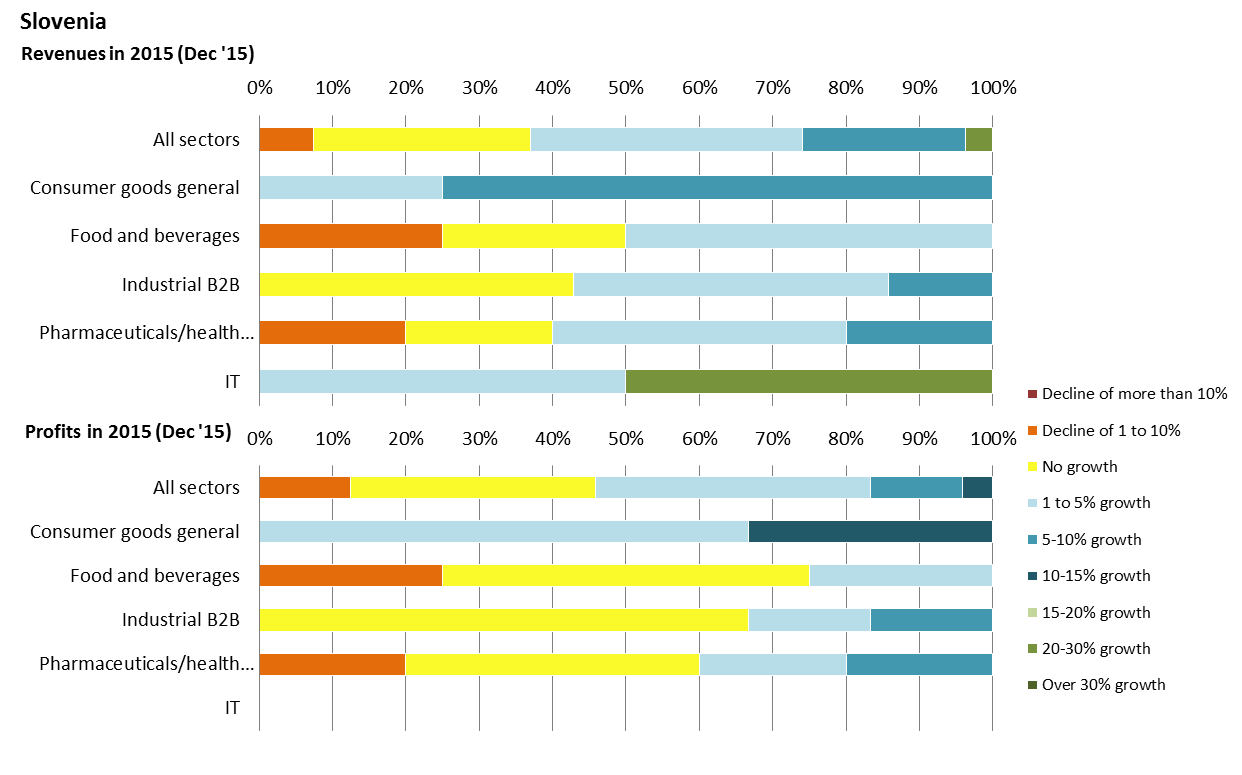 Slovenia
Revenues in 2015 (Dec '15)
0% 10% 20% 30% 40% 50% 60% 70% 80% 90% 100%
All sectors
Consumer goods general
Food and beverages
Industrial B2B
Pharmaceuticals/health...
IT
Profits in 2015 (Dec '15)
0% 10% 20% 30% 40% 50% 60% 70% 80% 90% 100%
All sectors
Consumer goods general
Food and beverages
Industrial B2B
Pharmaceuticals/health...
IT
Decline of more than 10%
Decline of 1 to 10%
No growth
1 to 5% growth
5-10% growth
10-15% growth
15-20% growth
20-30% growth
Over 30% growth